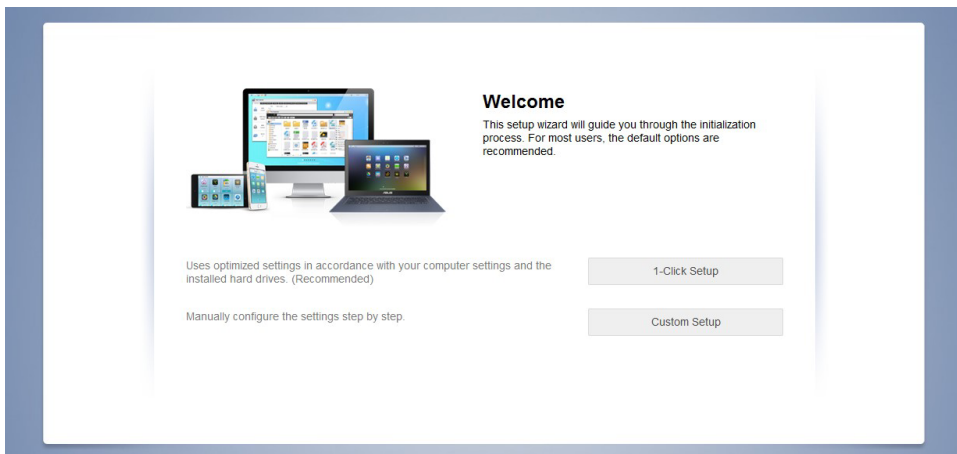 Welcome
This setup wizard will guide you through the initialization
process. For most users, the default options are
recommended.
Uses optimized settings in accordance with your computer settings and the
installed hard drives. (Recommended)
1-Click Setup
Manually configure the settings step by step.
Custom Setup